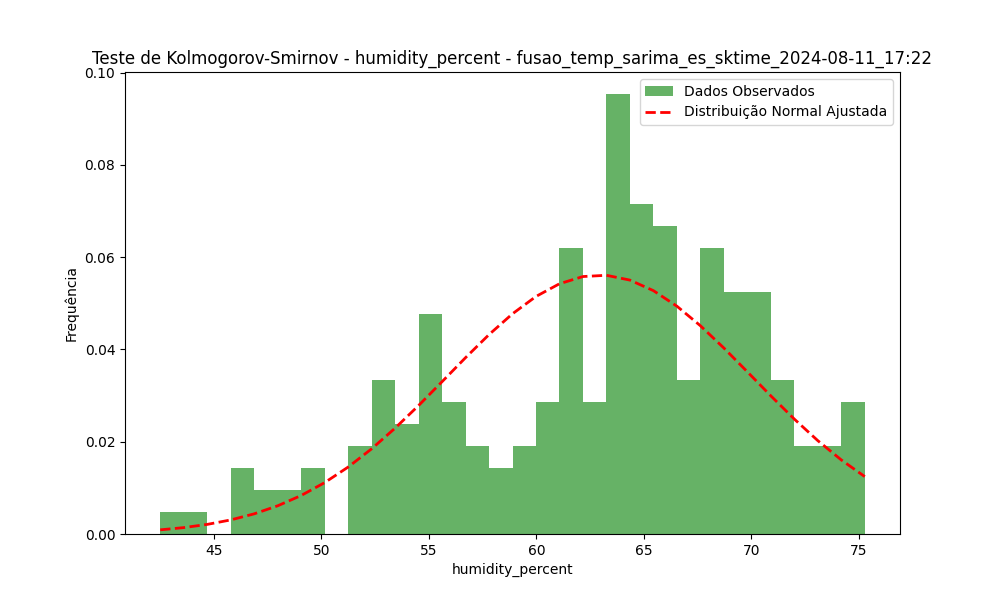 Teste de Kolmogorov-Smirnov - humidity_percent - fusao_temp_sarima_es_sktime_2024-08-11_17:22
Dados Observados
Distribuição Normal Ajustada
Frequência
0.10
0.08
0.06
0.04
0.02
0.00
45 50 55 60 65 70 75
humidity_percent